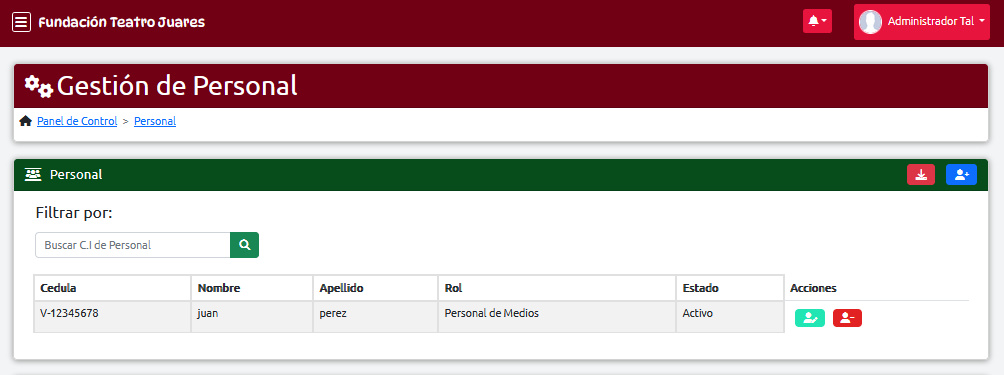 Fundación Teatro Juares
Administrador Tal
Gestión de Personal
Panel de Control > Personal
Personal
Filtrar por:
Buscar C.I de Personal
Cedula Nombre Apellido Rol Estado Acciones
V-12345678 juan perez Personal de Medios Activo